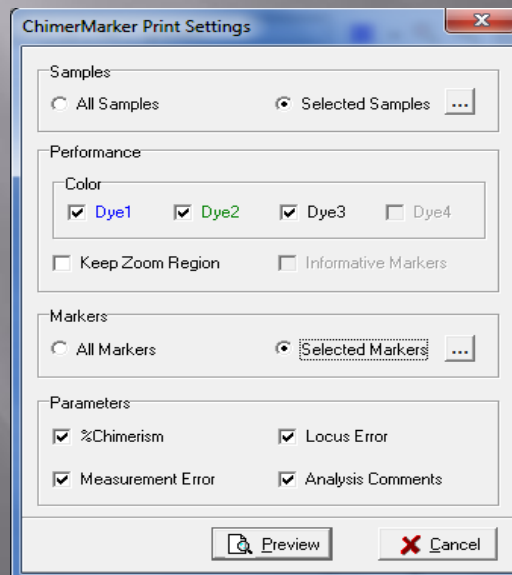 ChimerMarker Print Settings
Samples
All Samples Selected Samples ...
Performance
Color
Dye1 Dye2 Dye3 Dye4
Keep Zoom Region Informative Markers
Markers
All Markers Selected Markers ...
Parameters
%Chimerism Locus Error
Measurement Error Analysis Comments
Preview Cancel